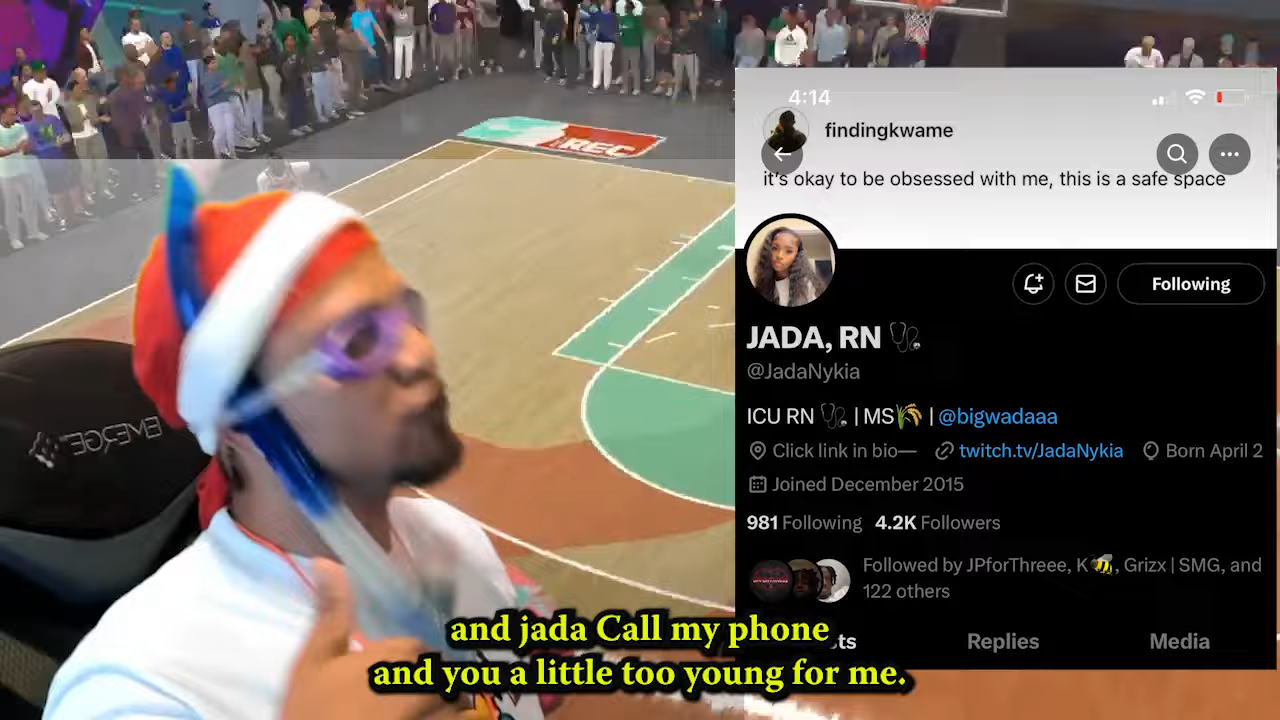 REC
4:14
findingkwame
it's okay to be obsessed with me, this is a safe space
Following
JADA, RN 🩺
@JadaNykia
ICU RN 🩺 | MS🌾 | @bigwadaaa
Click link in bio— twitch.tv/JadaNykia Born April 2
Joined December 2015
981 Following 4.2K Followers
Followed by JPforThreee, K🐝, Grizx | SMG, and
122 others
sts Replies Media
EMERGE
and jada Call my phone
and you a little too young for me.